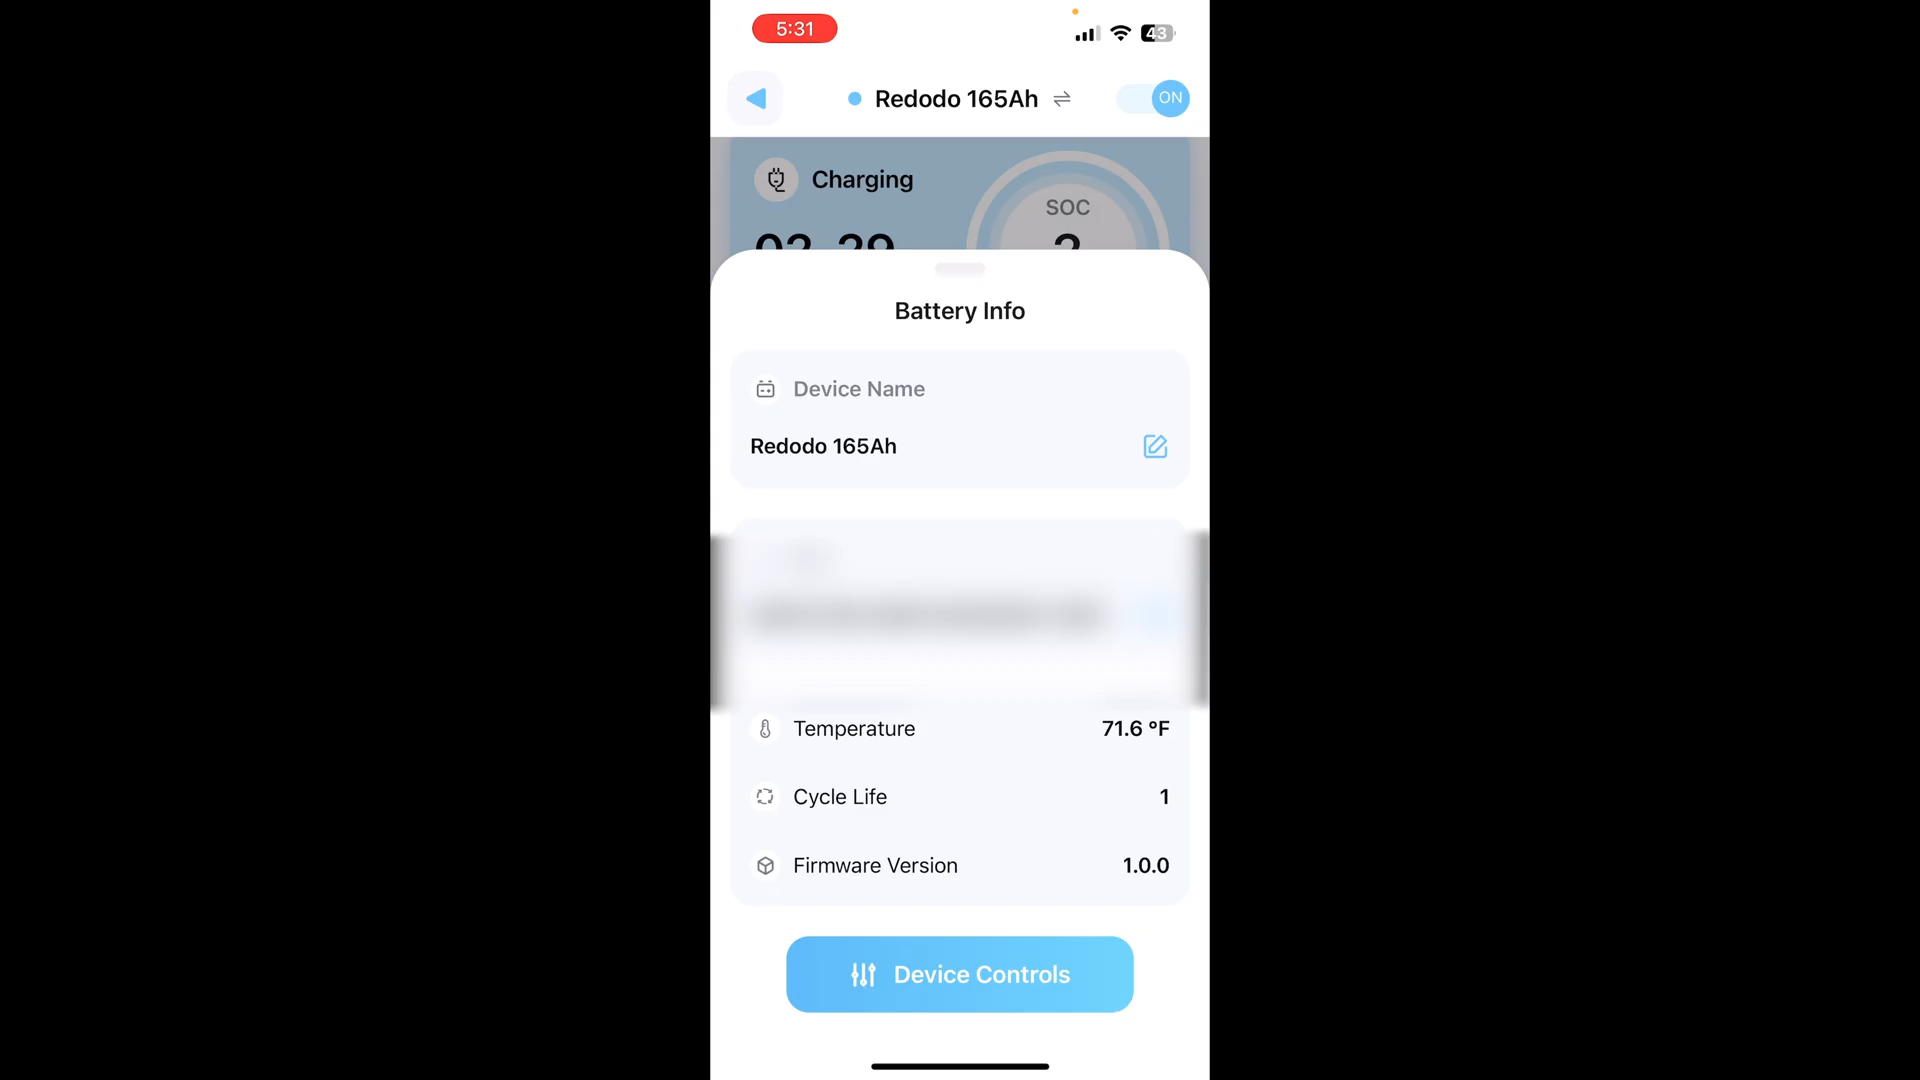 5:31
43
Redodo 165Ah
ON
Charging
SOC
Battery Info
Device Name
Redodo 165Ah
Temperature 71.6 °F
Cycle Life 1
Firmware Version 1.0.0
Device Controls